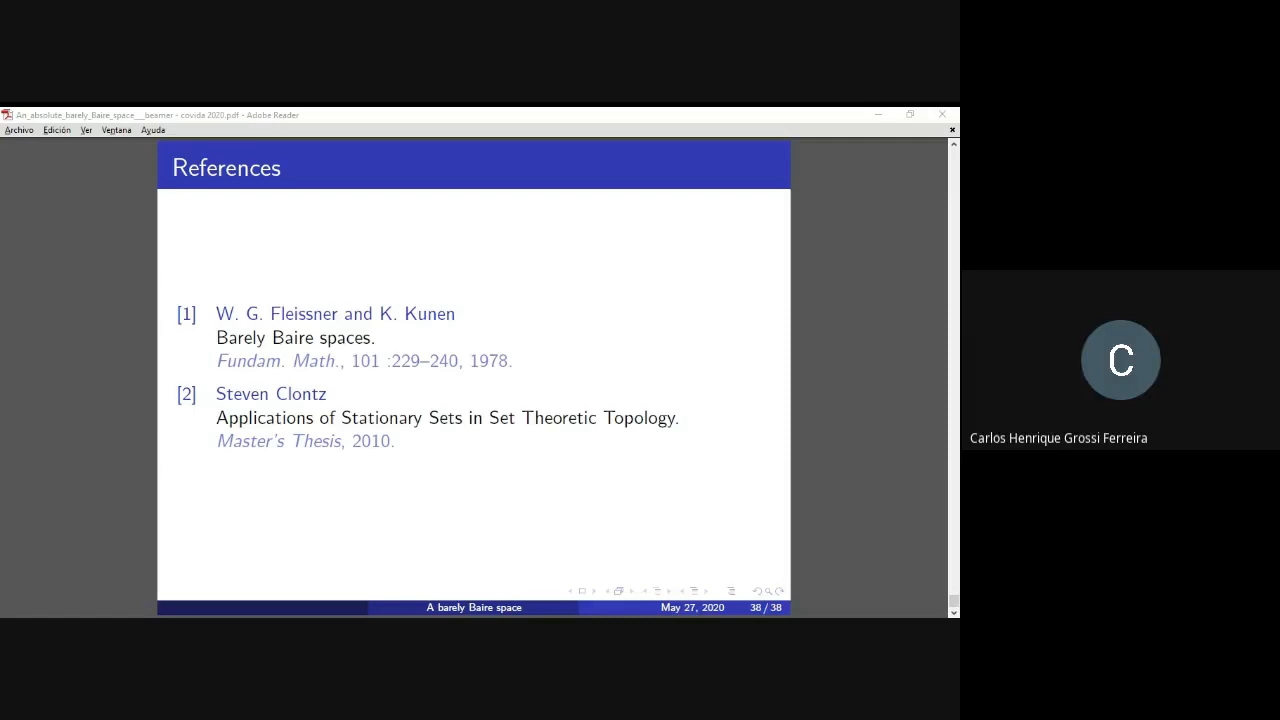 An_absolute_barely_Baire_space__beamer - covida 2020.pdf - Adobe Reader
Archivo Edición Ver Ventana Ayuda
References
[1] W. G. Fleissner and K. Kunen
Barely Baire spaces.
Fundam. Math., 101 :229–240, 1978.
[2] Steven Clontz
Applications of Stationary Sets in Set Theoretic Topology.
Master's Thesis, 2010.
A barely Baire space May 27, 2020 38 / 38
C
Carlos Henrique Grossi Ferreira